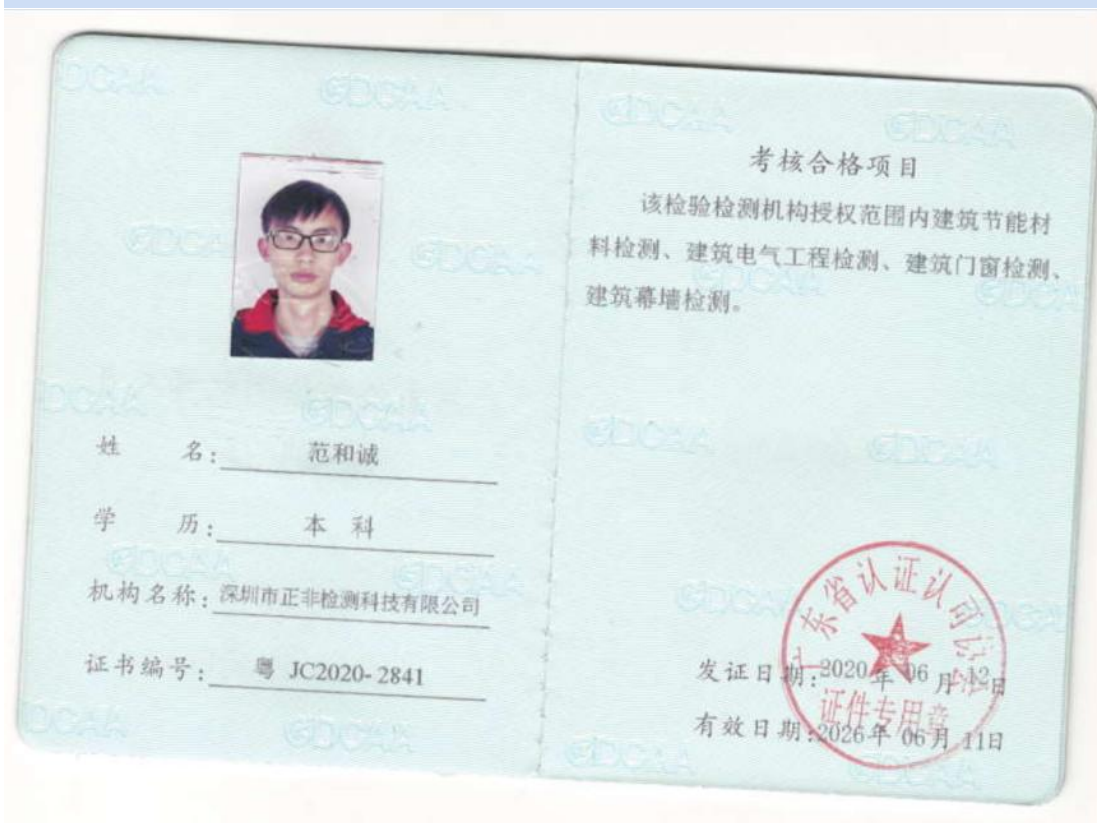 姓 名: 范和诚
学 历: 本 科
机构名称: 深圳市正非检测科技有限公司
证书编号: 粤 JC2020-2841
考核合格项目
该检验检测机构授权范围内建筑节能材
料检测、建筑电气工程检测、建筑门窗检测、
建筑幕墙检测。
发证日期:2020年 06 月 12日
有效日期:2026年 06月 11日
广东省认证认可协会
证件专用章
GDCAA